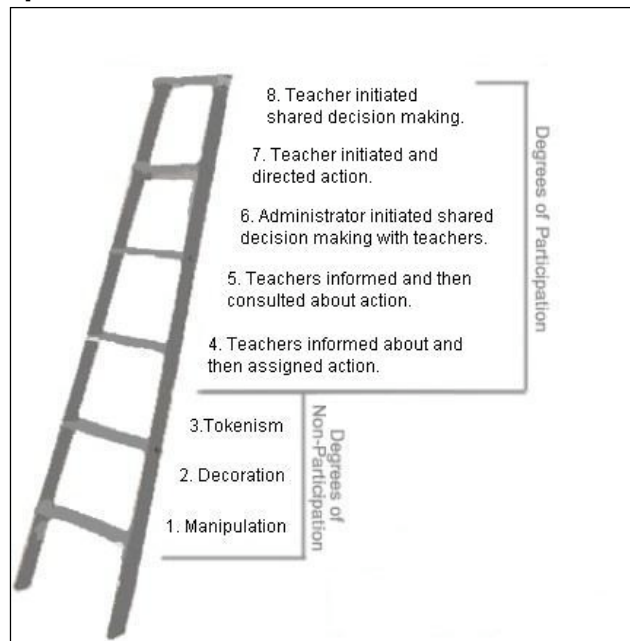 8. Teacher initiated
shared decision making.
7. Teacher initiated and
directed action.
6. Administrator initiated shared
decision making with teachers.
5. Teachers informed and then
consulted about action.
4. Teachers informed about and
then assigned action.
Degrees of Participation
3.Tokenism
2. Decoration
1. Manipulation
Degrees of
Non-Participation